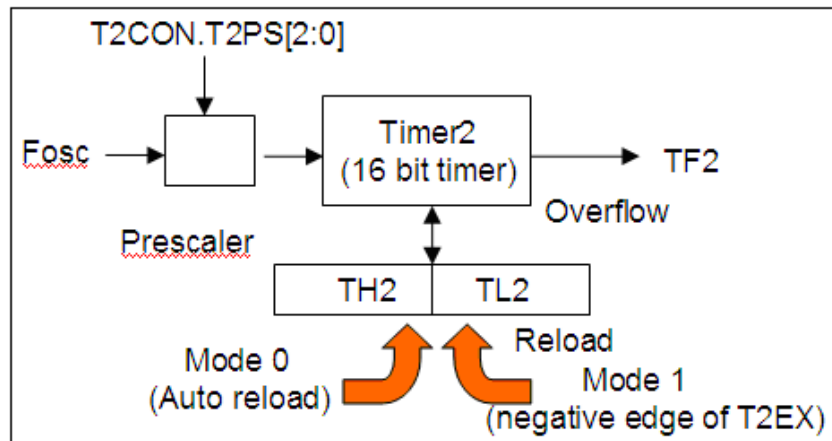 T2CON.T2PS[2:0]
Fosc
Timer2
(16 bit timer)
TF2
Overflow
Prescaler
TH2
TL2
Reload
Mode 0
(Auto reload)
Mode 1
(negative edge of T2EX)